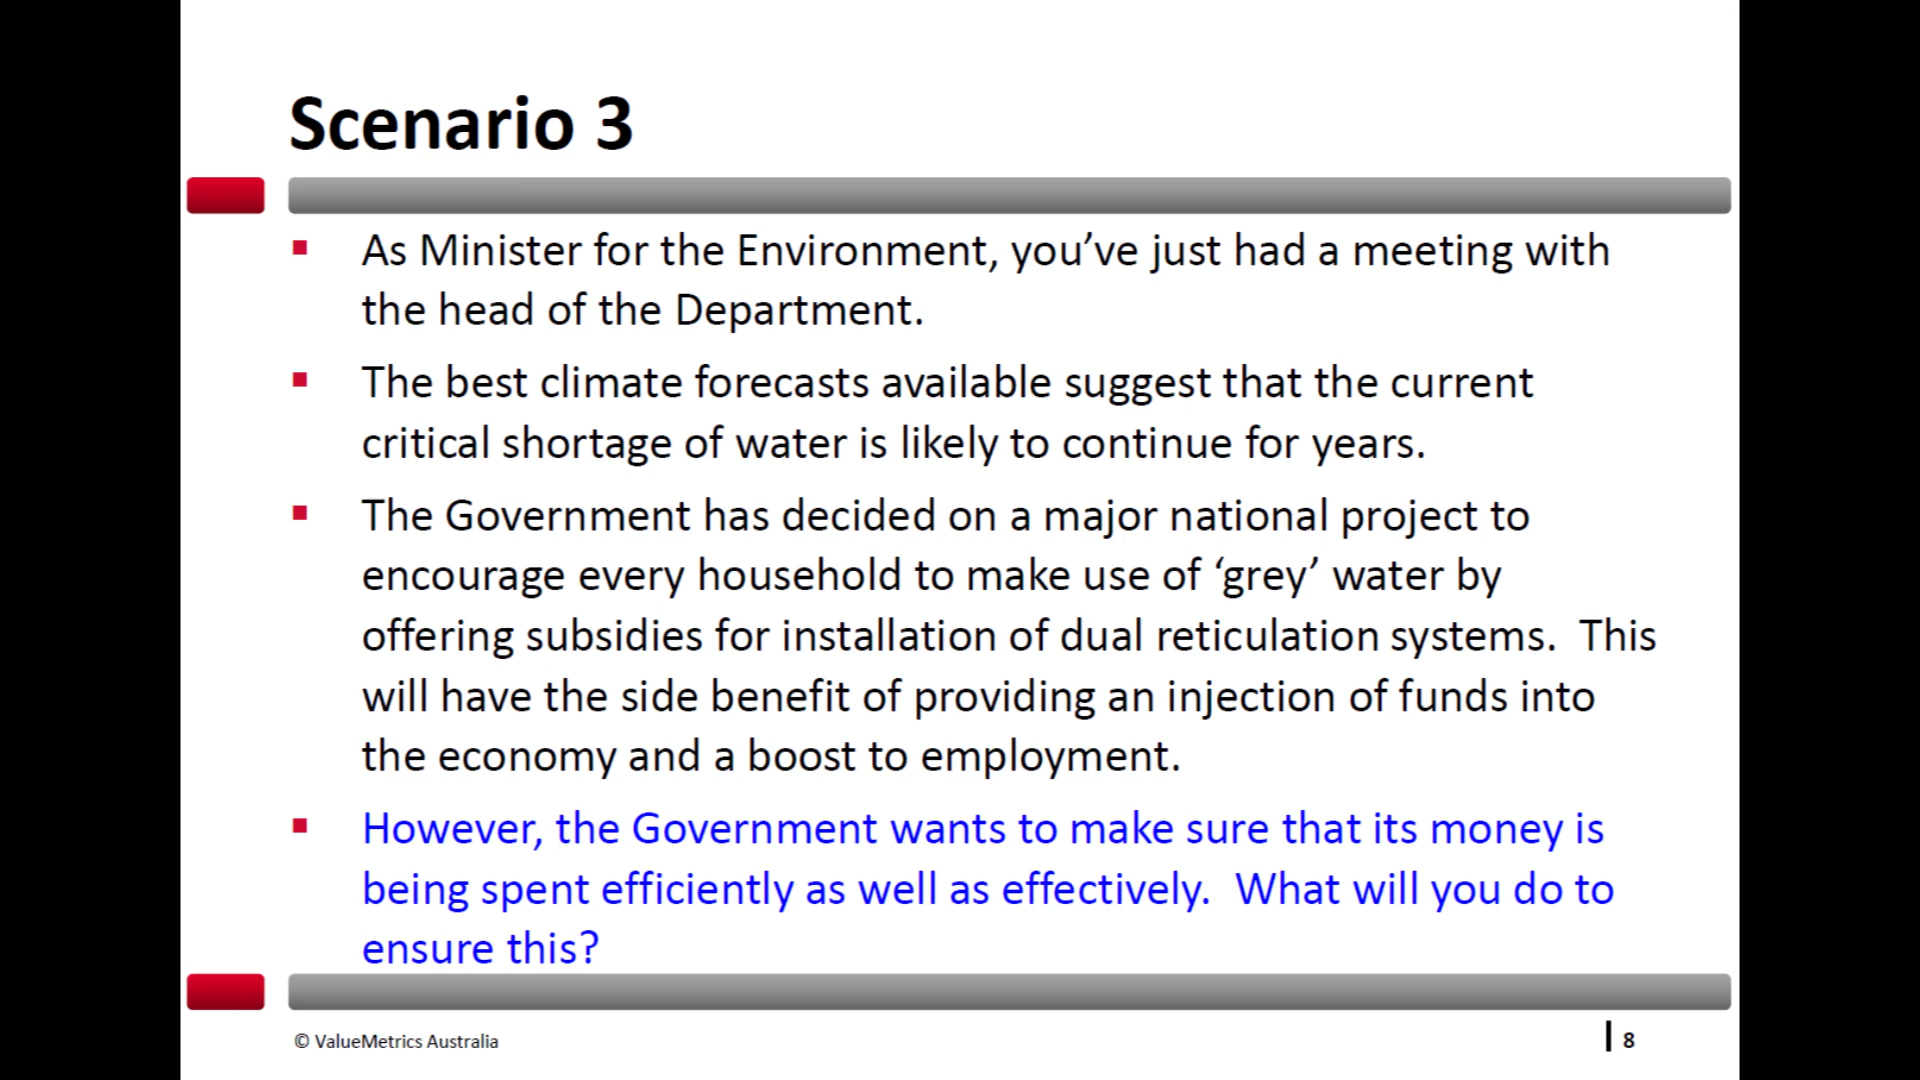 Scenario 3
As Minister for the Environment, you’ve just had a meeting with
the head of the Department.
The best climate forecasts available suggest that the current
critical shortage of water is likely to continue for years.
The Government has decided on a major national project to
encourage every household to make use of ‘grey’ water by
offering subsidies for installation of dual reticulation systems.  This
will have the side benefit of providing an injection of funds into
the economy and a boost to employment.
However, the Government wants to make sure that its money is
being spent efficiently as well as effectively.  What will you do to
ensure this?
© ValueMetrics Australia
8